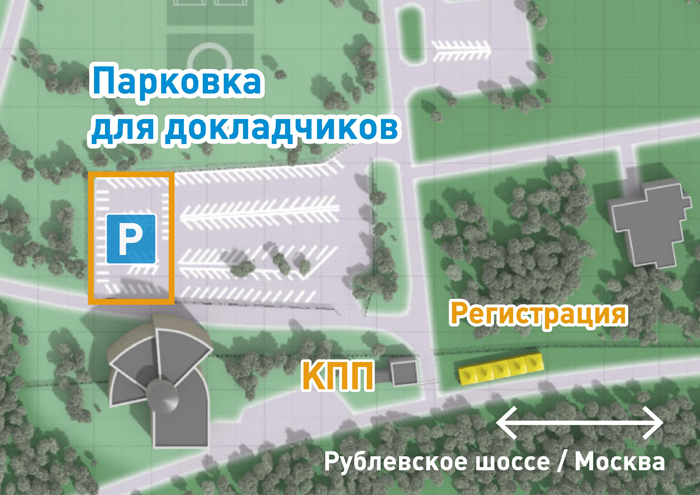 Парковка
для докладчиков
P
Регистрация
КПП
Рублевское шоссе / Москва